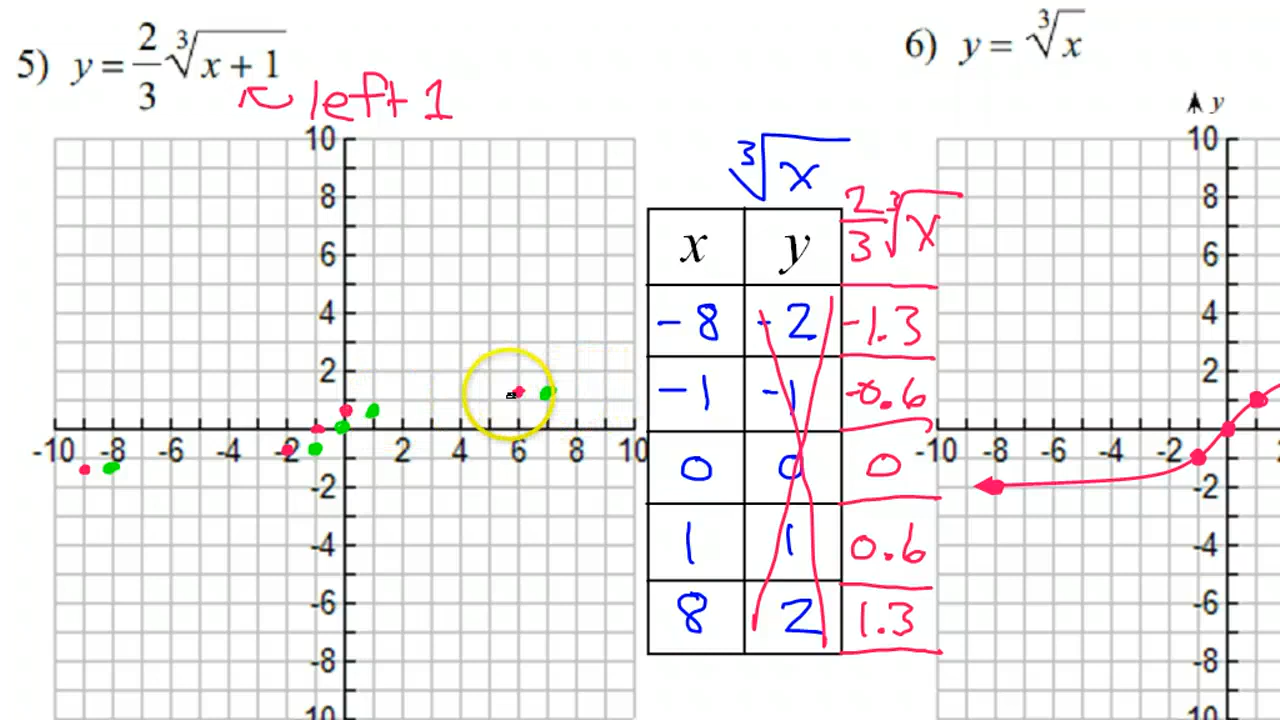 5) y = 2/3 ∛(x + 1)
left 1
10
8
6
4
2
-10 -8 -6 -4 -2 2 4 6 8 10
-2
-4
-6
-8
10
∛x
x y 2/3 ∛x
-8 -2 -1.3
-1 -1 -0.6
0 0 0
1 1 0.6
8 2 1.3
6) y = ∛x
y
10
8
6
4
2
-10 -8 -6 -4 -2
-2
-4
-6
-8
10